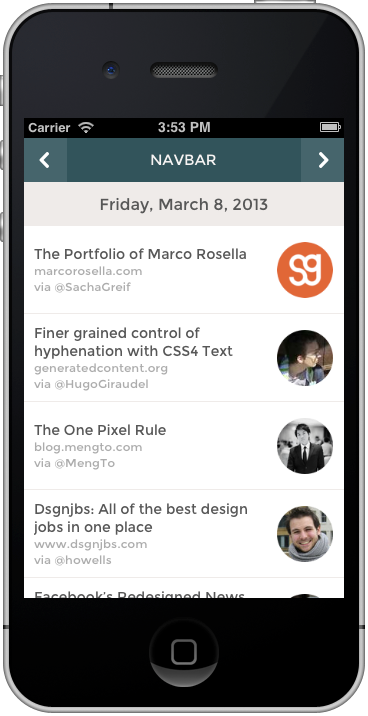 Carrier 3:53 PM
NAVBAR
Friday, March 8, 2013
The Portfolio of Marco Rosella
marcorosella.com
via @SachaGreif
SG
Finer grained control of
hyphenation with CSS4 Text
generatedcontent.org
via @HugoGiraudel
The One Pixel Rule
blog.mengto.com
via @MengTo
Dsgnjbs: All of the best design
jobs in one place
www.dsgnjbs.com
via @howells
Facebook's Redesigned News